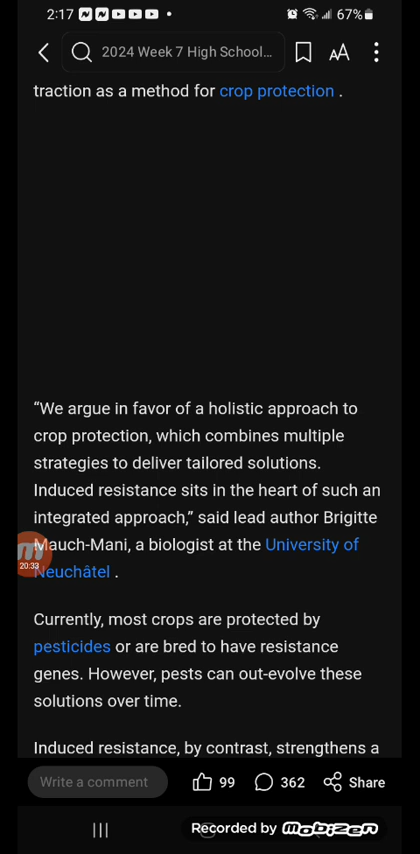 2:17
67%
2024 Week 7 High School...
AA
traction as a method for crop protection .
“We argue in favor of a holistic approach to
crop protection, which combines multiple
strategies to deliver tailored solutions.
Induced resistance sits in the heart of such an
integrated approach,” said lead author Brigitte
Mauch-Mani, a biologist at the University of
Neuchâtel .
20:33
Currently, most crops are protected by
pesticides or are bred to have resistance
genes. However, pests can out-evolve these
solutions over time.
Induced resistance, by contrast, strengthens a
Write a comment 99 362 Share
Recorded by mobizen